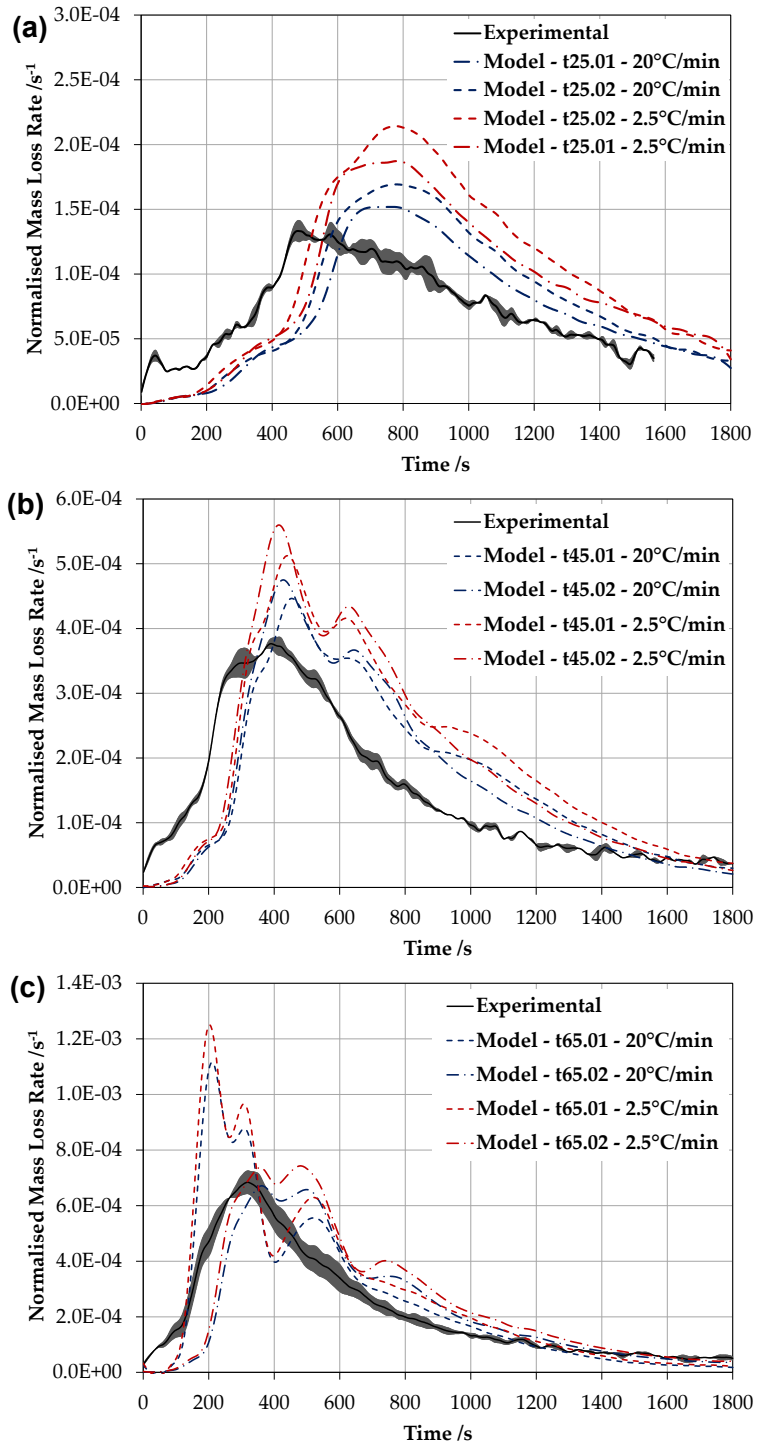 (a)
Normalised Mass Loss Rate /s-1
3.0E-04
2.5E-04
2.0E-04
1.5E-04
1.0E-04
5.0E-05
0.0E+00
Experimental
Model - t25.01 - 20°C/min
Model - t25.02 - 20°C/min
Model - t25.02 - 2.5°C/min
Model - t25.01 - 2.5°C/min
0 200 400 600 800 1000 1200 1400 1600 1800
Time /s
(b)
Normalised Mass Loss Rate /s-1
6.0E-04
5.0E-04
4.0E-04
3.0E-04
2.0E-04
1.0E-04
0.0E+00
Experimental
Model - t45.01 - 20°C/min
Model - t45.02 - 20°C/min
Model - t45.01 - 2.5°C/min
Model - t45.02 - 2.5°C/min
0 200 400 600 800 1000 1200 1400 1600 1800
Time /s
(c)
Normalised Mass Loss Rate /s-1
1.4E-03
1.2E-03
1.0E-03
8.0E-04
6.0E-04
4.0E-04
2.0E-04
0.0E+00
Experimental
Model - t65.01 - 20°C/min
Model - t65.02 - 20°C/min
Model - t65.01 - 2.5°C/min
Model - t65.02 - 2.5°C/min
0 200 400 600 800 1000 1200 1400 1600 1800
Time /s